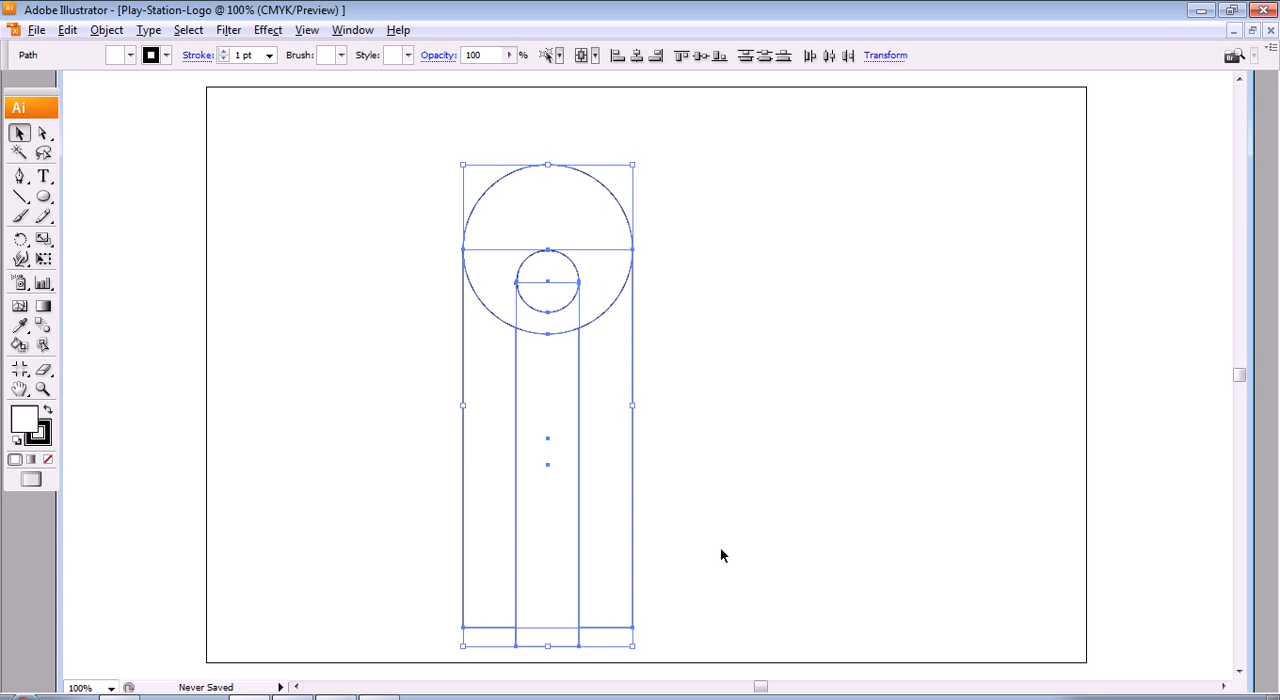 Adobe Illustrator - [Play-Station-Logo @ 100% (CMYK/Preview) ]
File Edit Object Type Select Filter Effect View Window Help
Path Stroke: 1 pt Brush: Style: Opacity: 100 % Transform
Br
Ai
T
100% Never Saved